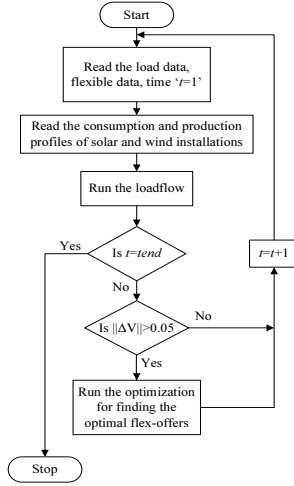 Start
Read the load data,
flexible data, time ‘t=1’
Read the consumption and production
profiles of solar and wind installations
Run the loadflow
Yes
Is t=tend
t=t+1
No
Is ||ΔV||>0.05
No
Yes
Run the optimization
for finding the
optimal flex-offers
Stop